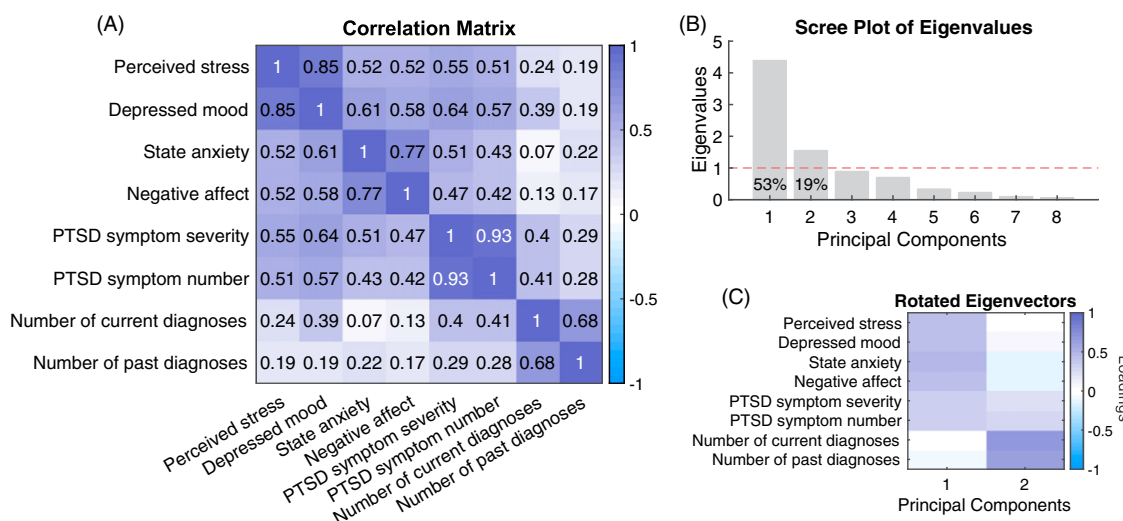 (A)
Correlation Matrix
Perceived stress 1 0.85 0.52 0.52 0.55 0.51 0.24 0.19
Depressed mood 0.85 1 0.61 0.58 0.64 0.57 0.39 0.19
State anxiety 0.52 0.61 1 0.77 0.51 0.43 0.07 0.22
Negative affect 0.52 0.58 0.77 1 0.47 0.42 0.13 0.17
PTSD symptom severity 0.55 0.64 0.51 0.47 1 0.93 0.4 0.29
PTSD symptom number 0.51 0.57 0.43 0.42 0.93 1 0.41 0.28
Number of current diagnoses 0.24 0.39 0.07 0.13 0.4 0.41 1 0.68
Number of past diagnoses 0.19 0.19 0.22 0.17 0.29 0.28 0.68 1
Perceived stress
Depressed mood
State anxiety
Negative affect
PTSD symptom severity
PTSD symptom number
Number of current diagnoses
Number of past diagnoses
1
0.5
0
-0.5
-1
(B)
Scree Plot of Eigenvalues
Eigenvalues
5
4
3
2
1
0
53% 19%
1 2 3 4 5 6 7 8
Principal Components
(C)
Rotated Eigenvectors
Perceived stress
Depressed mood
State anxiety
Negative affect
PTSD symptom severity
PTSD symptom number
Number of current diagnoses
Number of past diagnoses
1 2
Principal Components
1
0.5
0
-0.5
-1
Loadings